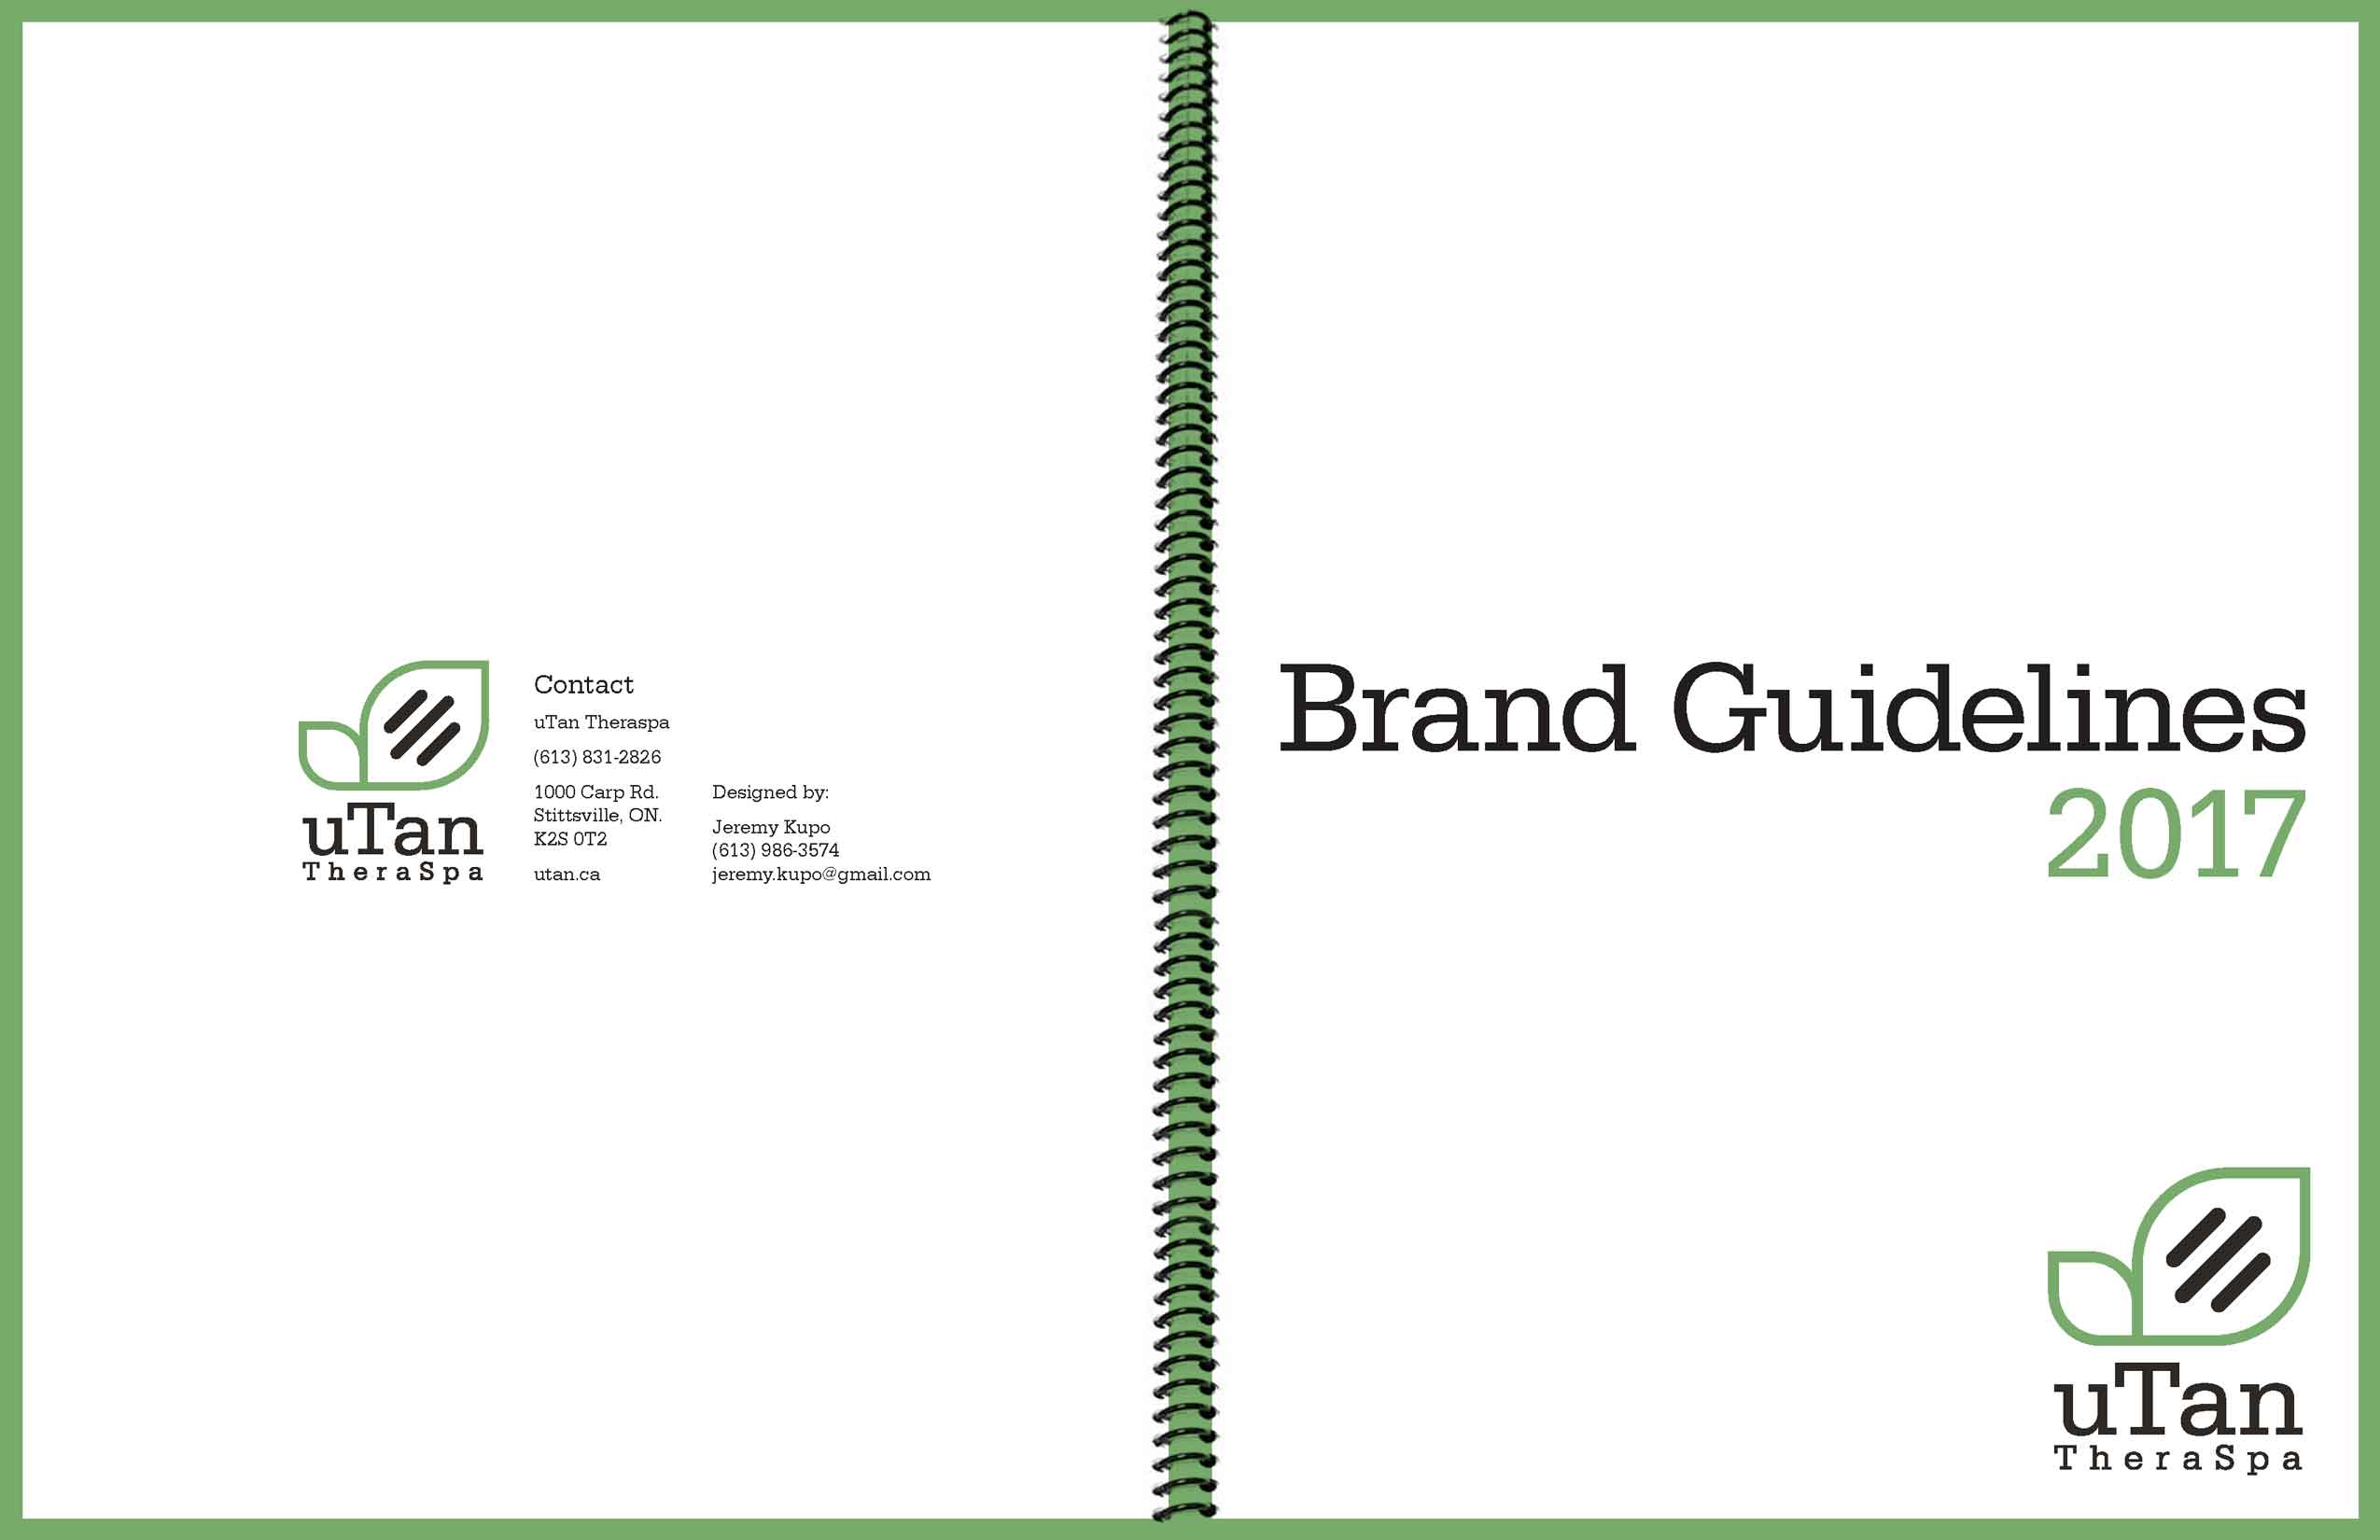 uTan
TheraSpa
Contact
uTan Theraspa
(613) 831-2826
1000 Carp Rd.
Stittsville, ON.
K2S 0T2
utan.ca
Designed by:
Jeremy Kupo
(613) 986-3574
jeremy.kupo@gmail.com
Brand Guidelines
2017
uTan
TheraSpa